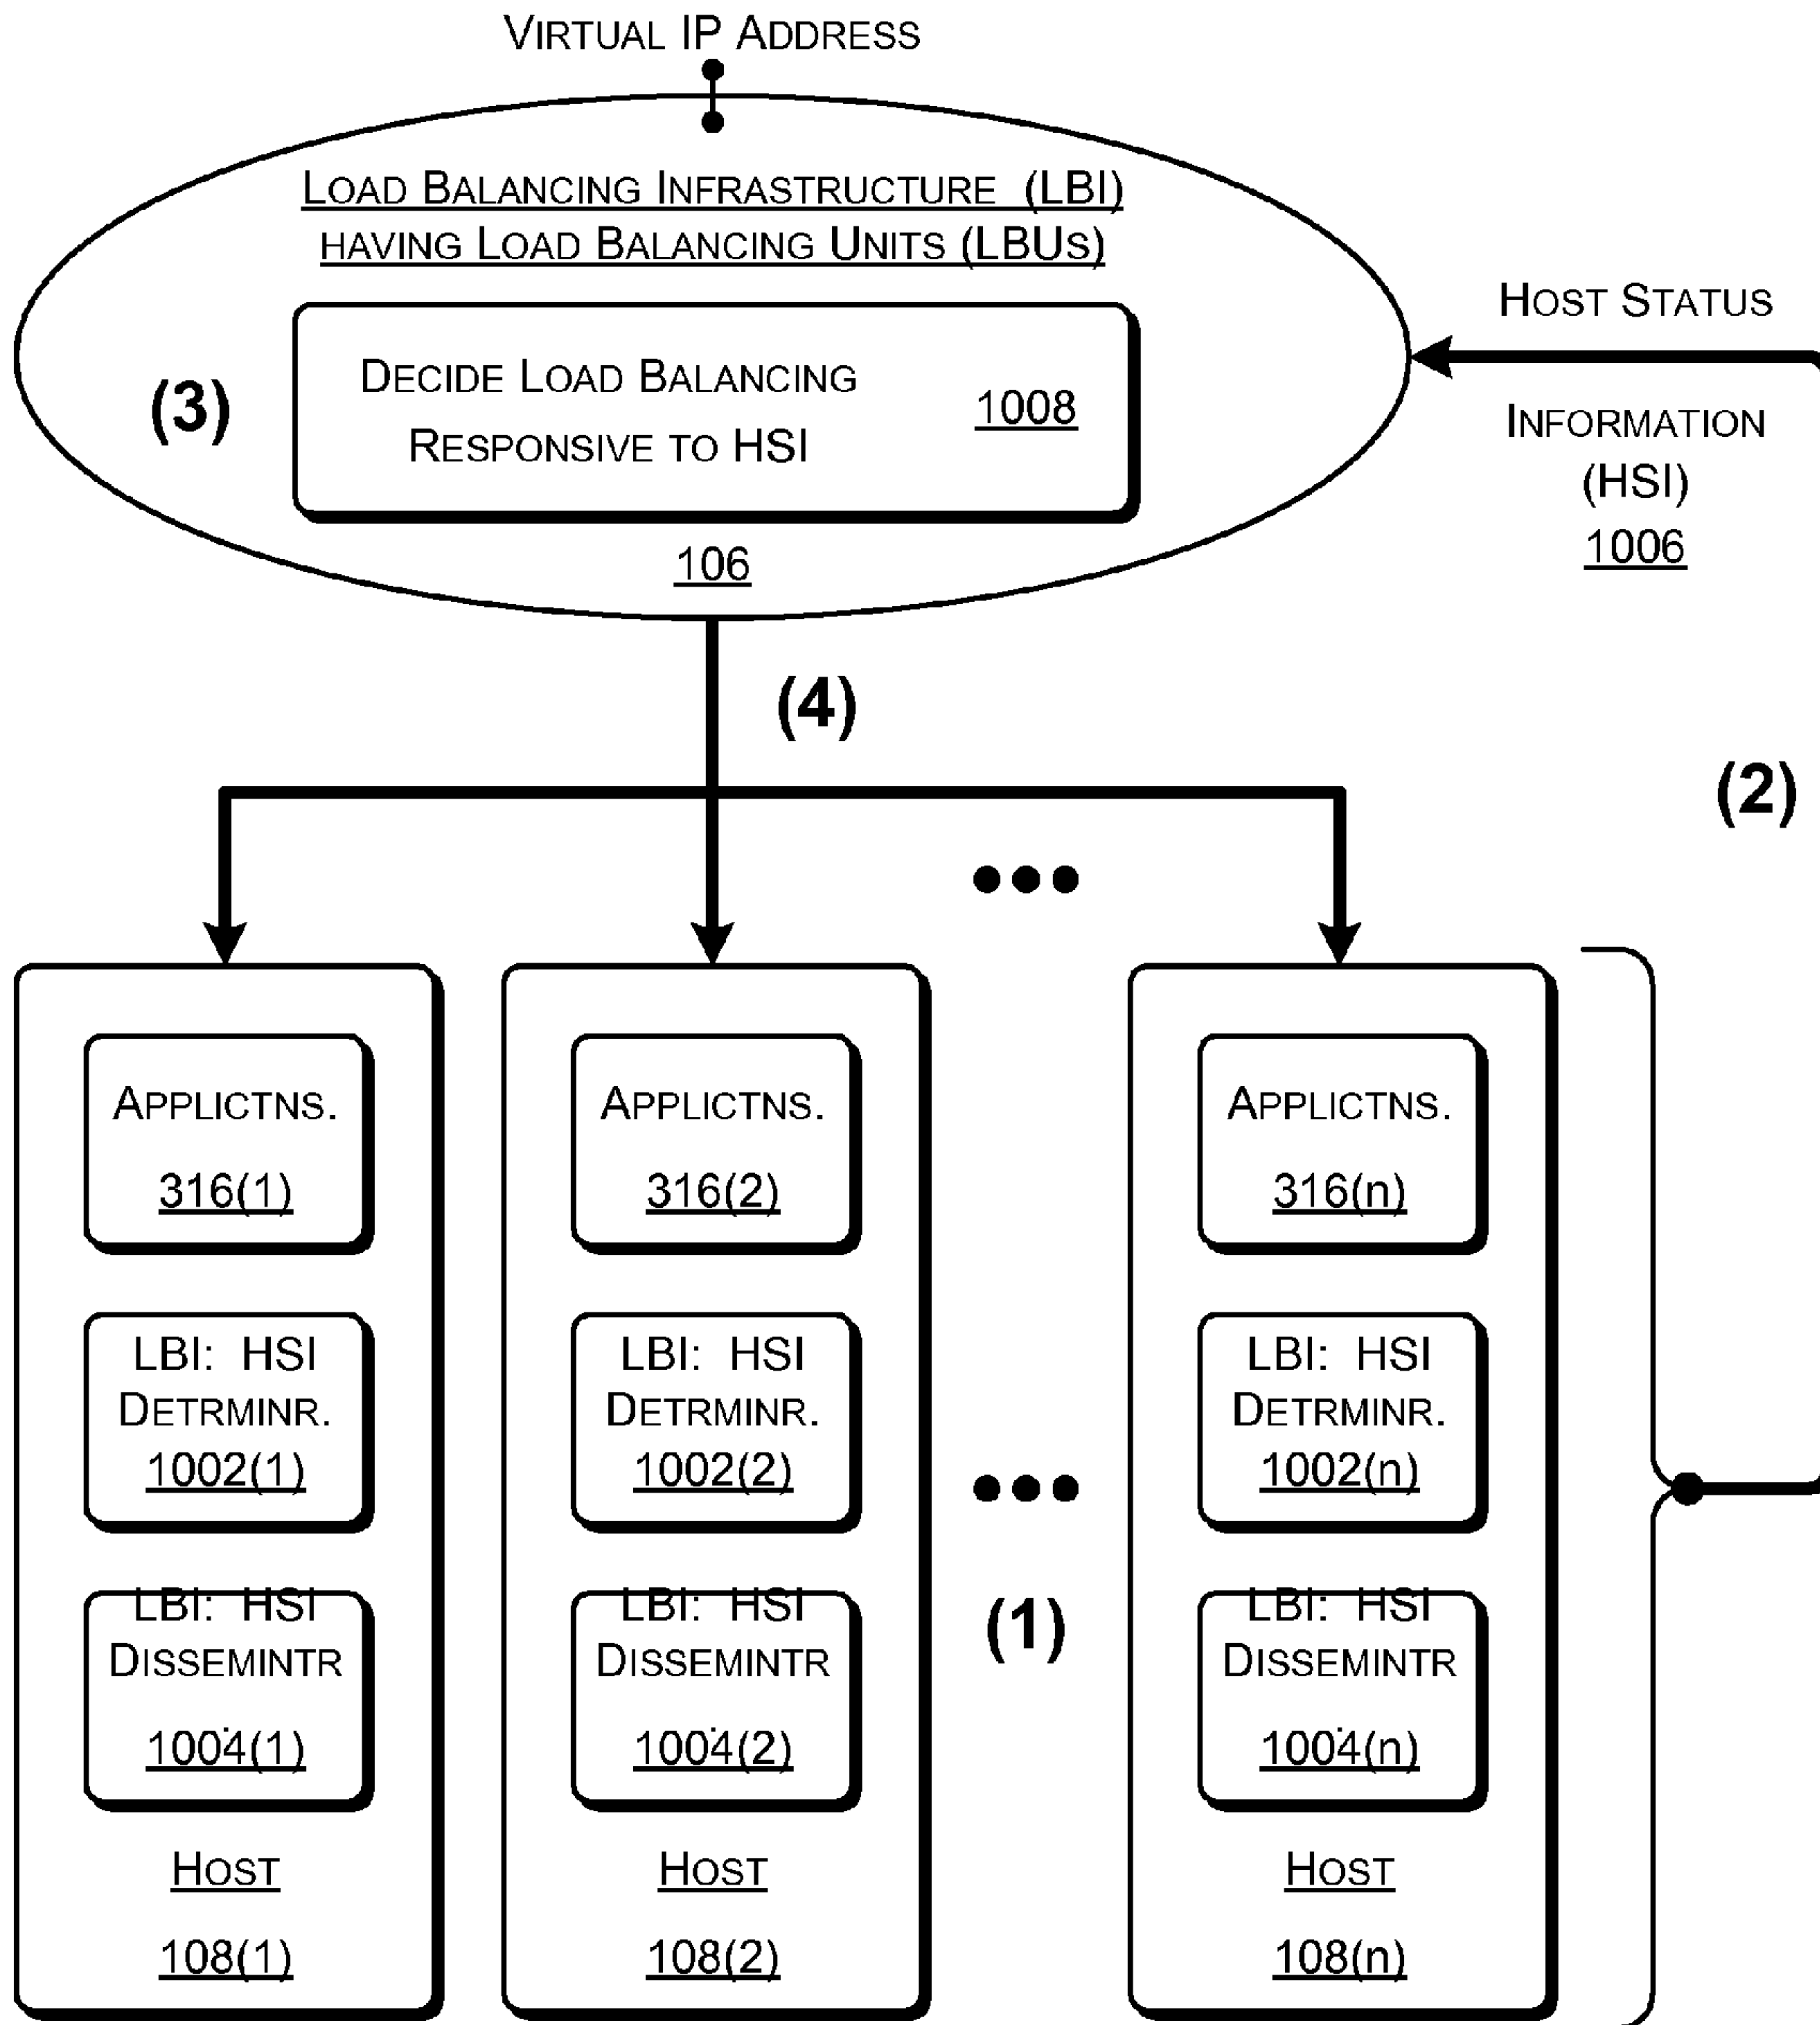 VIRTUAL IP ADDRESS
LOAD BALANCING INFRASTRUCTURE (LBI)
HAVING LOAD BALANCING UNITS (LBUS)
(3)
DECIDE LOAD BALANCING
RESPONSIVE TO HSI
1008
106
HOST STATUS
INFORMATION
(HSI)
1006
(4)
(2)
APPLICTNS.
316(1)
LBI: HSI
DETRMINR.
1002(1)
LBI: HSI
DISSEMINTR
.
1004(1)
HOST
108(1)
APPLICTNS.
316(2)
LBI: HSI
DETRMINR.
1002(2)
LBI: HSI
DISSEMINTR
.
1004(2)
HOST
108(2)
(1)
APPLICTNS.
316(n)
LBI: HSI
DETRMINR.
1002(n)
LBI: HSI
DISSEMINTR
.
1004(n)
HOST
108(n)